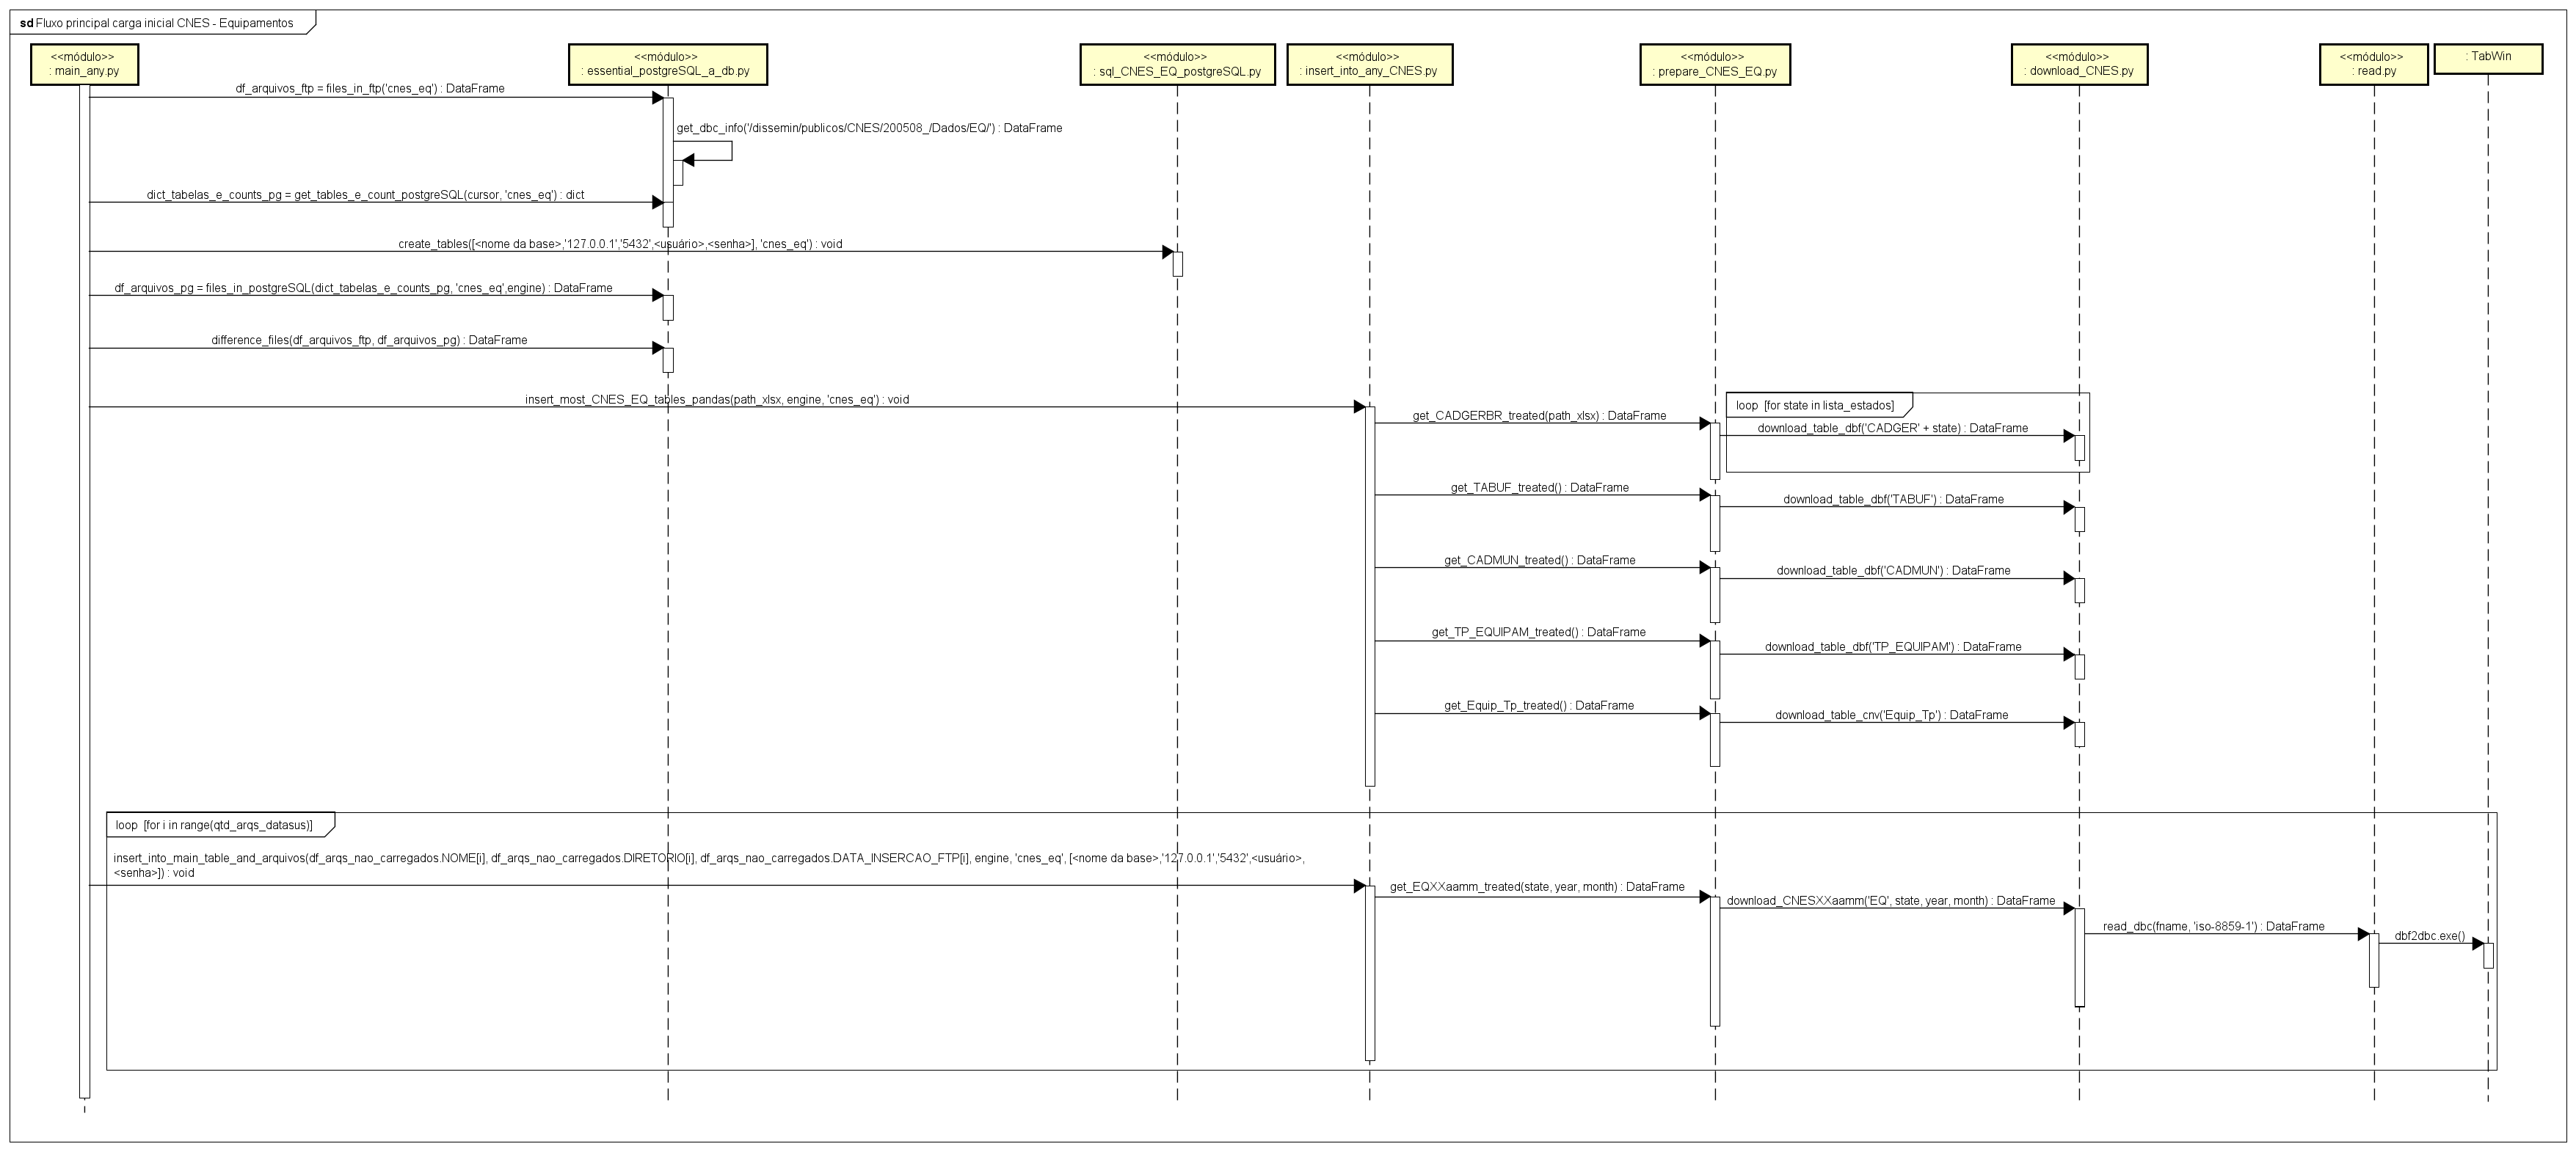 sd Fluxo principal carga inicial CNES - Equipamentos
<<módulo>>
: main_any.py
<<módulo>>
: essential_postgreSQL_a_db.py
<<módulo>>
: sql_CNES_EQ_postgreSQL.py
<<módulo>>
: insert_into_any_CNES.py
<<módulo>>
: prepare_CNES_EQ.py
<<módulo>>
: download_CNES.py
<<módulo>>
: read.py
: TabWin
df_arquivos_ftp = files_in_ftp('cnes_eq') : DataFrame
get_dbc_info('/dissemin/publicos/CNES/200508_/Dados/EQ/') : DataFrame
dict_tabelas_e_counts_pg = get_tables_e_count_postgreSQL(cursor, 'cnes_eq') : dict
create_tables([<nome da base>,'127.0.0.1','5432',<usuário>,<senha>], 'cnes_eq') : void
df_arquivos_pg = files_in_postgreSQL(dict_tabelas_e_counts_pg, 'cnes_eq',engine) : DataFrame
difference_files(df_arquivos_ftp, df_arquivos_pg) : DataFrame
insert_most_CNES_EQ_tables_pandas(path_xlsx, engine, 'cnes_eq') : void
loop [for state in lista_estados]
get_CADGERBR_treated(path_xlsx) : DataFrame
download_table_dbf('CADGER' + state) : DataFrame
get_TABUF_treated() : DataFrame
download_table_dbf('TABUF') : DataFrame
get_CADMUN_treated() : DataFrame
download_table_dbf('CADMUN') : DataFrame
get_TP_EQUIPAM_treated() : DataFrame
download_table_dbf('TP_EQUIPAM') : DataFrame
get_Equip_Tp_treated() : DataFrame
download_table_cnv('Equip_Tp') : DataFrame
loop [for i in range(qtd_arqs_datasus)]
insert_into_main_table_and_arquivos(df_arqs_nao_carregados.NOME[i], df_arqs_nao_carregados.DIRETORIO[i], df_arqs_nao_carregados.DATA_INSERCAO_FTP[i], engine, 'cnes_eq', [<nome da base>,'127.0.0.1','5432',<usuário>,
<senha>]) : void
get_EQXXaamm_treated(state, year, month) : DataFrame
download_CNESXXaamm('EQ', state, year, month) : DataFrame
read_dbc(fname, 'iso-8859-1') : DataFrame
dbf2dbc.exe()